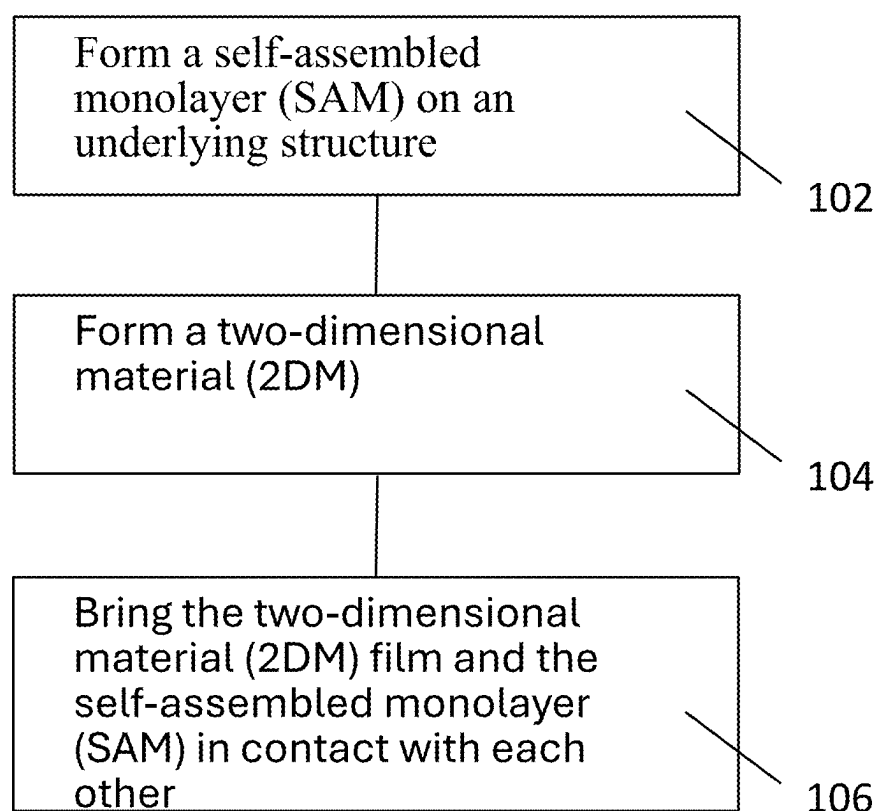 Form a self-assembled
monolayer (SAM) on an
underlying structure
102
Form a two-dimensional
material (2DM)
104
Bring the two-dimensional
material (2DM) film and the
self-assembled monolayer
(SAM) in contact with each
other
106